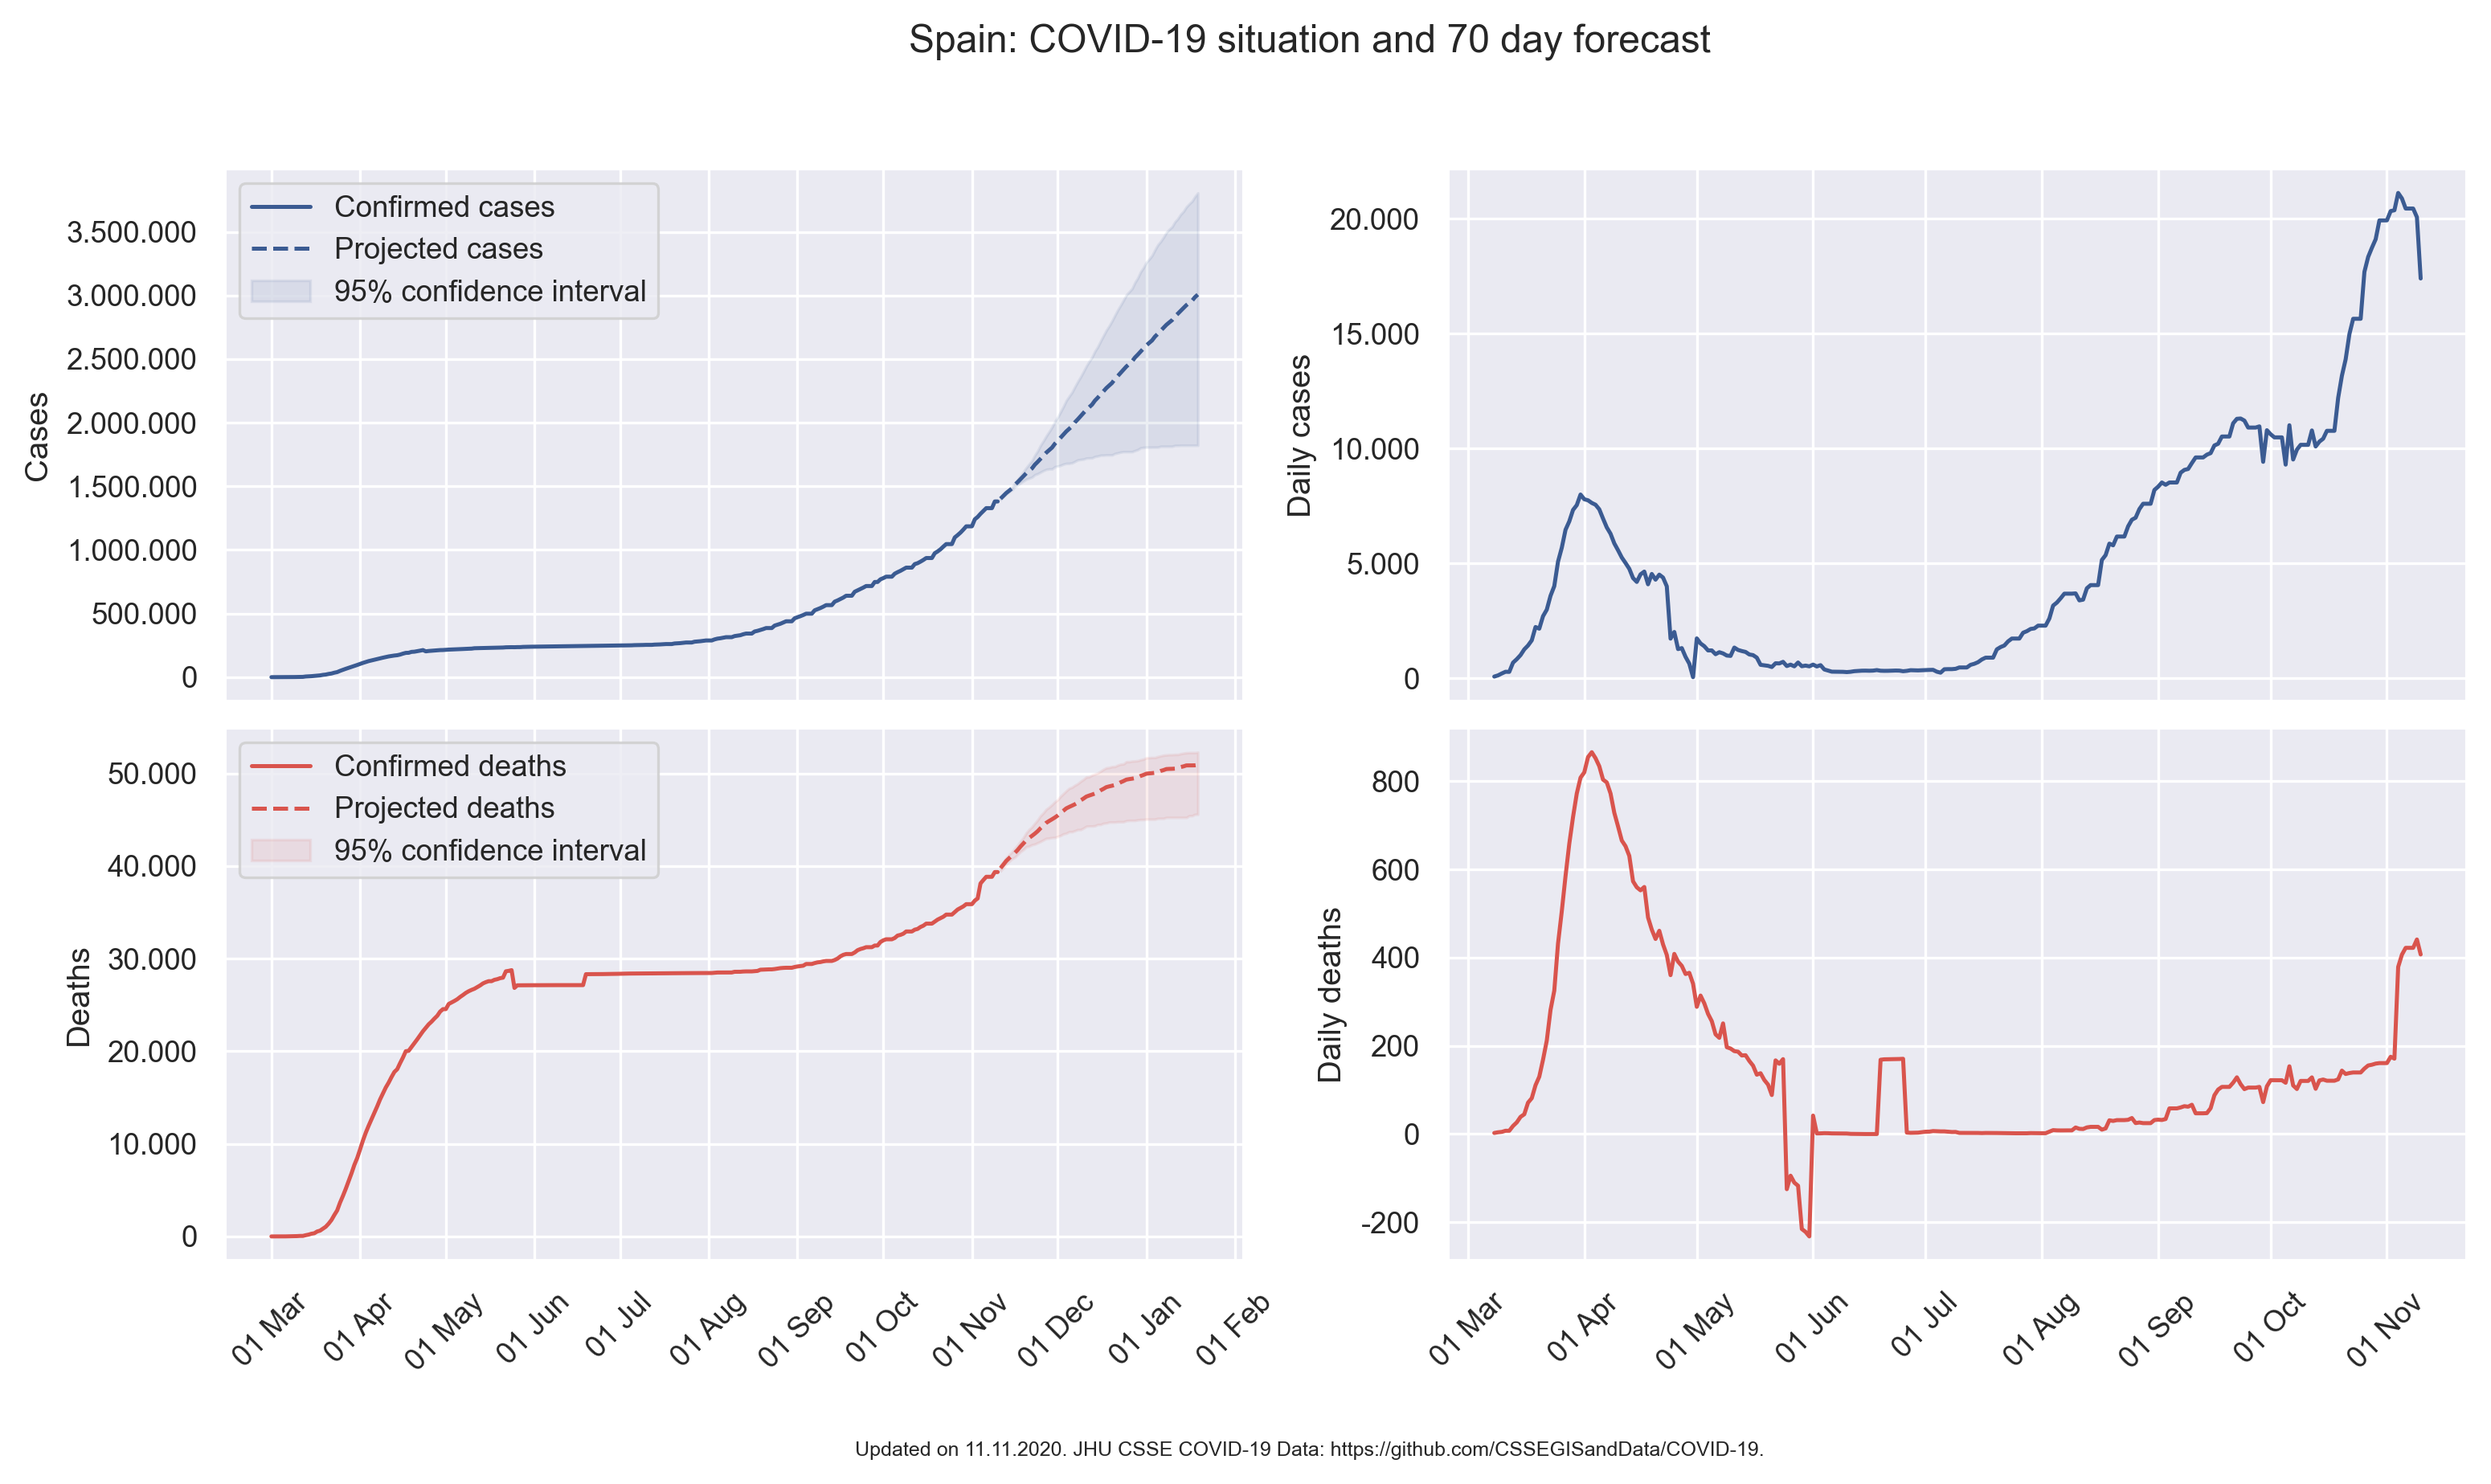 Spain: COVID-19 situation and 70 day forecast
Cases
3.500.000
3.000.000
2.500.000
2.000.000
1.500.000
1.000.000
500.000
0
Confirmed cases
Projected cases
95% confidence interval
Daily cases
20.000
15.000
10.000
5.000
0
Deaths
50.000
40.000
30.000
20.000
10.000
0
Confirmed deaths
Projected deaths
95% confidence interval
01 Mar
01 Apr
01 May
01 Jun
01 Jul
01 Aug
01 Sep
01 Oct
01 Nov
01 Dec
01 Jan
01 Feb
Daily deaths
800
600
400
200
0
-200
01 Mar
01 Apr
01 May
01 Jun
01 Jul
01 Aug
01 Sep
01 Oct
01 Nov
Updated on 11.11.2020. JHU CSSE COVID-19 Data: https://github.com/CSSEGISandData/COVID-19.